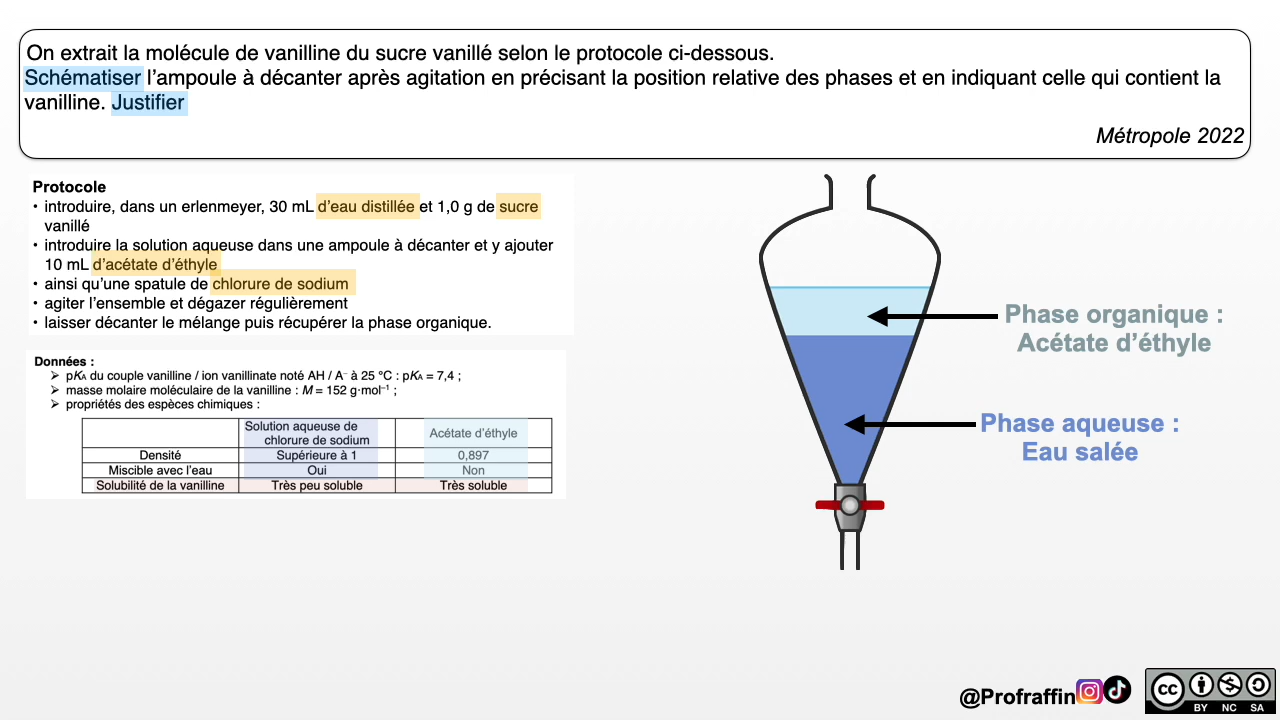 On extrait la molécule de vanilline du sucre vanillé selon le protocole ci-dessous.
Schématiser l’ampoule à décanter après agitation en précisant la position relative des phases et en indiquant celle qui contient la
vanilline. Justifier
Métropole 2022
Protocole
• introduire, dans un erlenmeyer, 30 mL d’eau distillée et 1,0 g de sucre
vanillé
• introduire la solution aqueuse dans une ampoule à décanter et y ajouter
10 mL d’acétate d’éthyle
• ainsi qu’une spatule de chlorure de sodium
• agiter l’ensemble et dégazer régulièrement
• laisser décanter le mélange puis récupérer la phase organique.
Données :
➢ pKA du couple vanilline / ion vanillinate noté AH / A⁻ à 25 °C : pKA = 7,4 ;
➢ masse molaire moléculaire de la vanilline : M = 152 g·mol⁻¹ ;
➢ propriétés des espèces chimiques :
Solution aqueuse de
chlorure de sodium
Acétate d’éthyle
Densité Supérieure à 1 0,897
Miscible avec l’eau Oui Non
Solubilité de la vanilline Très peu soluble Très soluble
Phase organique :
Acétate d’éthyle
Phase aqueuse :
Eau salée
@Profraffin
cc
BY NC SA